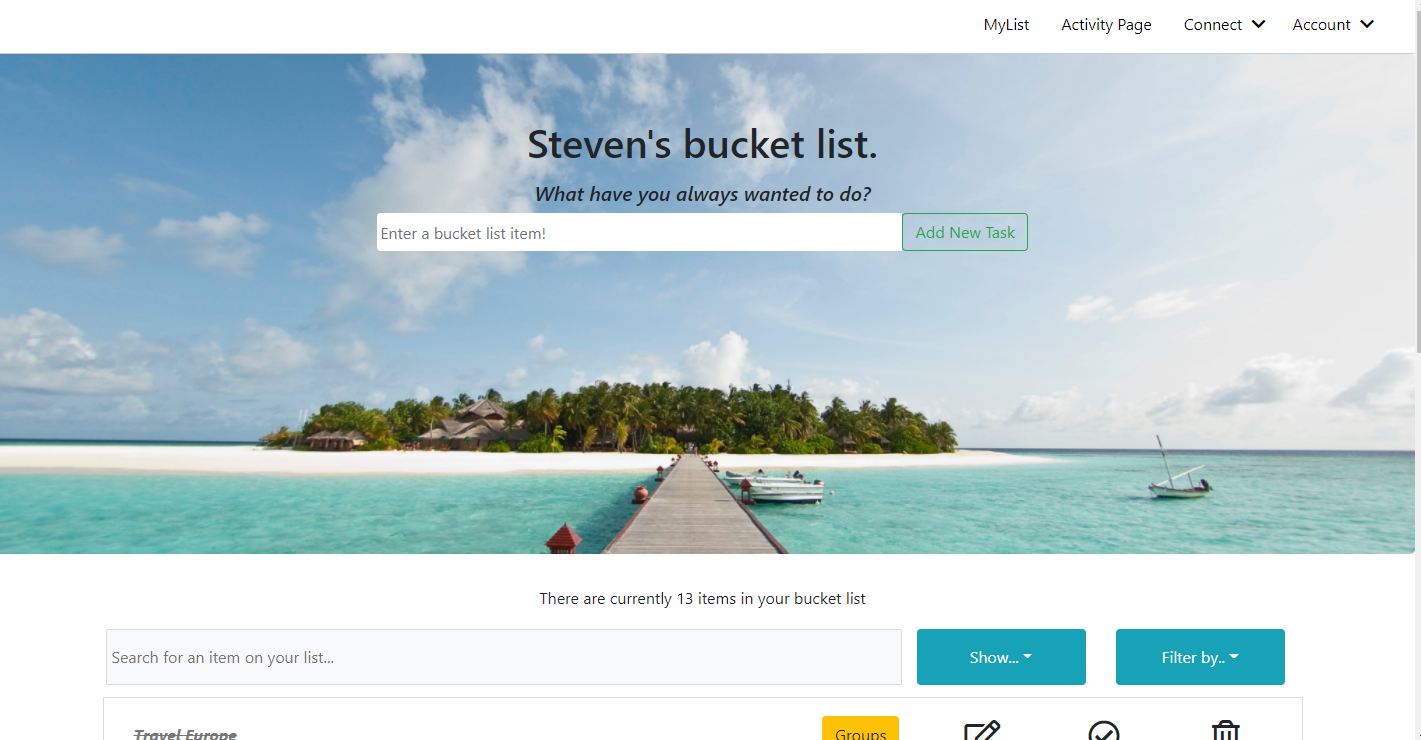 MyList Activity Page Connect Account
Steven's bucket list.
What have you always wanted to do?
Enter a bucket list item! Add New Task
There are currently 13 items in your bucket list
Search for an item on your list... Show... Filter by..
Travel Europe Groups